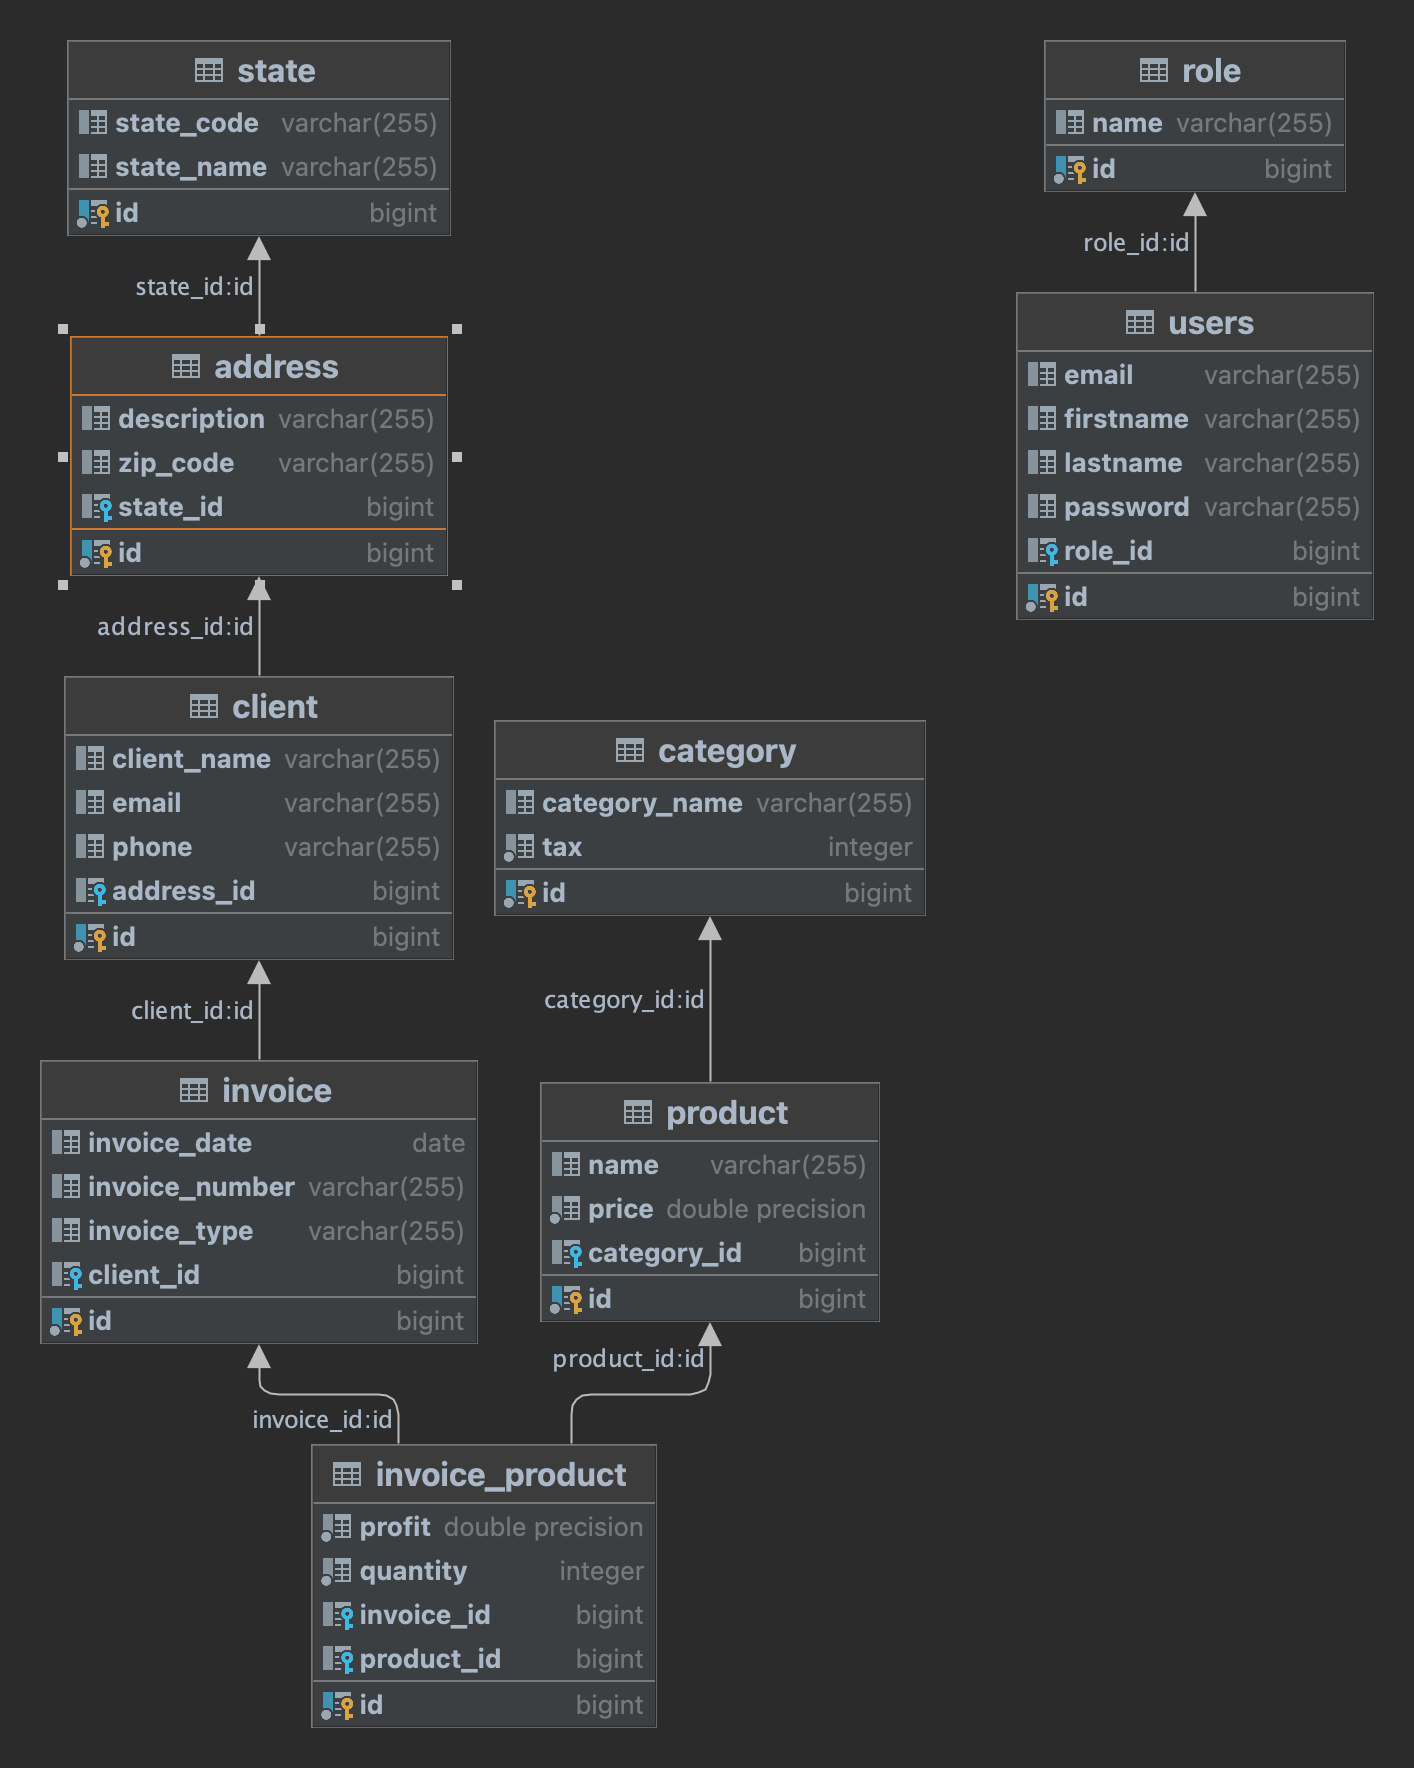 state
state_code varchar(255)
state_name varchar(255)
id bigint
state_id:id
address
description varchar(255)
zip_code varchar(255)
state_id bigint
id bigint
address_id:id
client
client_name varchar(255)
email varchar(255)
phone varchar(255)
address_id bigint
id bigint
client_id:id
invoice
invoice_date date
invoice_number varchar(255)
invoice_type varchar(255)
client_id bigint
id bigint
invoice_id:id
role
name varchar(255)
id bigint
role_id:id
users
email varchar(255)
firstname varchar(255)
lastname varchar(255)
password varchar(255)
role_id bigint
id bigint
category
category_name varchar(255)
tax integer
id bigint
category_id:id
product
name varchar(255)
price double precision
category_id bigint
id bigint
product_id:id
invoice_product
profit double precision
quantity integer
invoice_id bigint
product_id bigint
id bigint